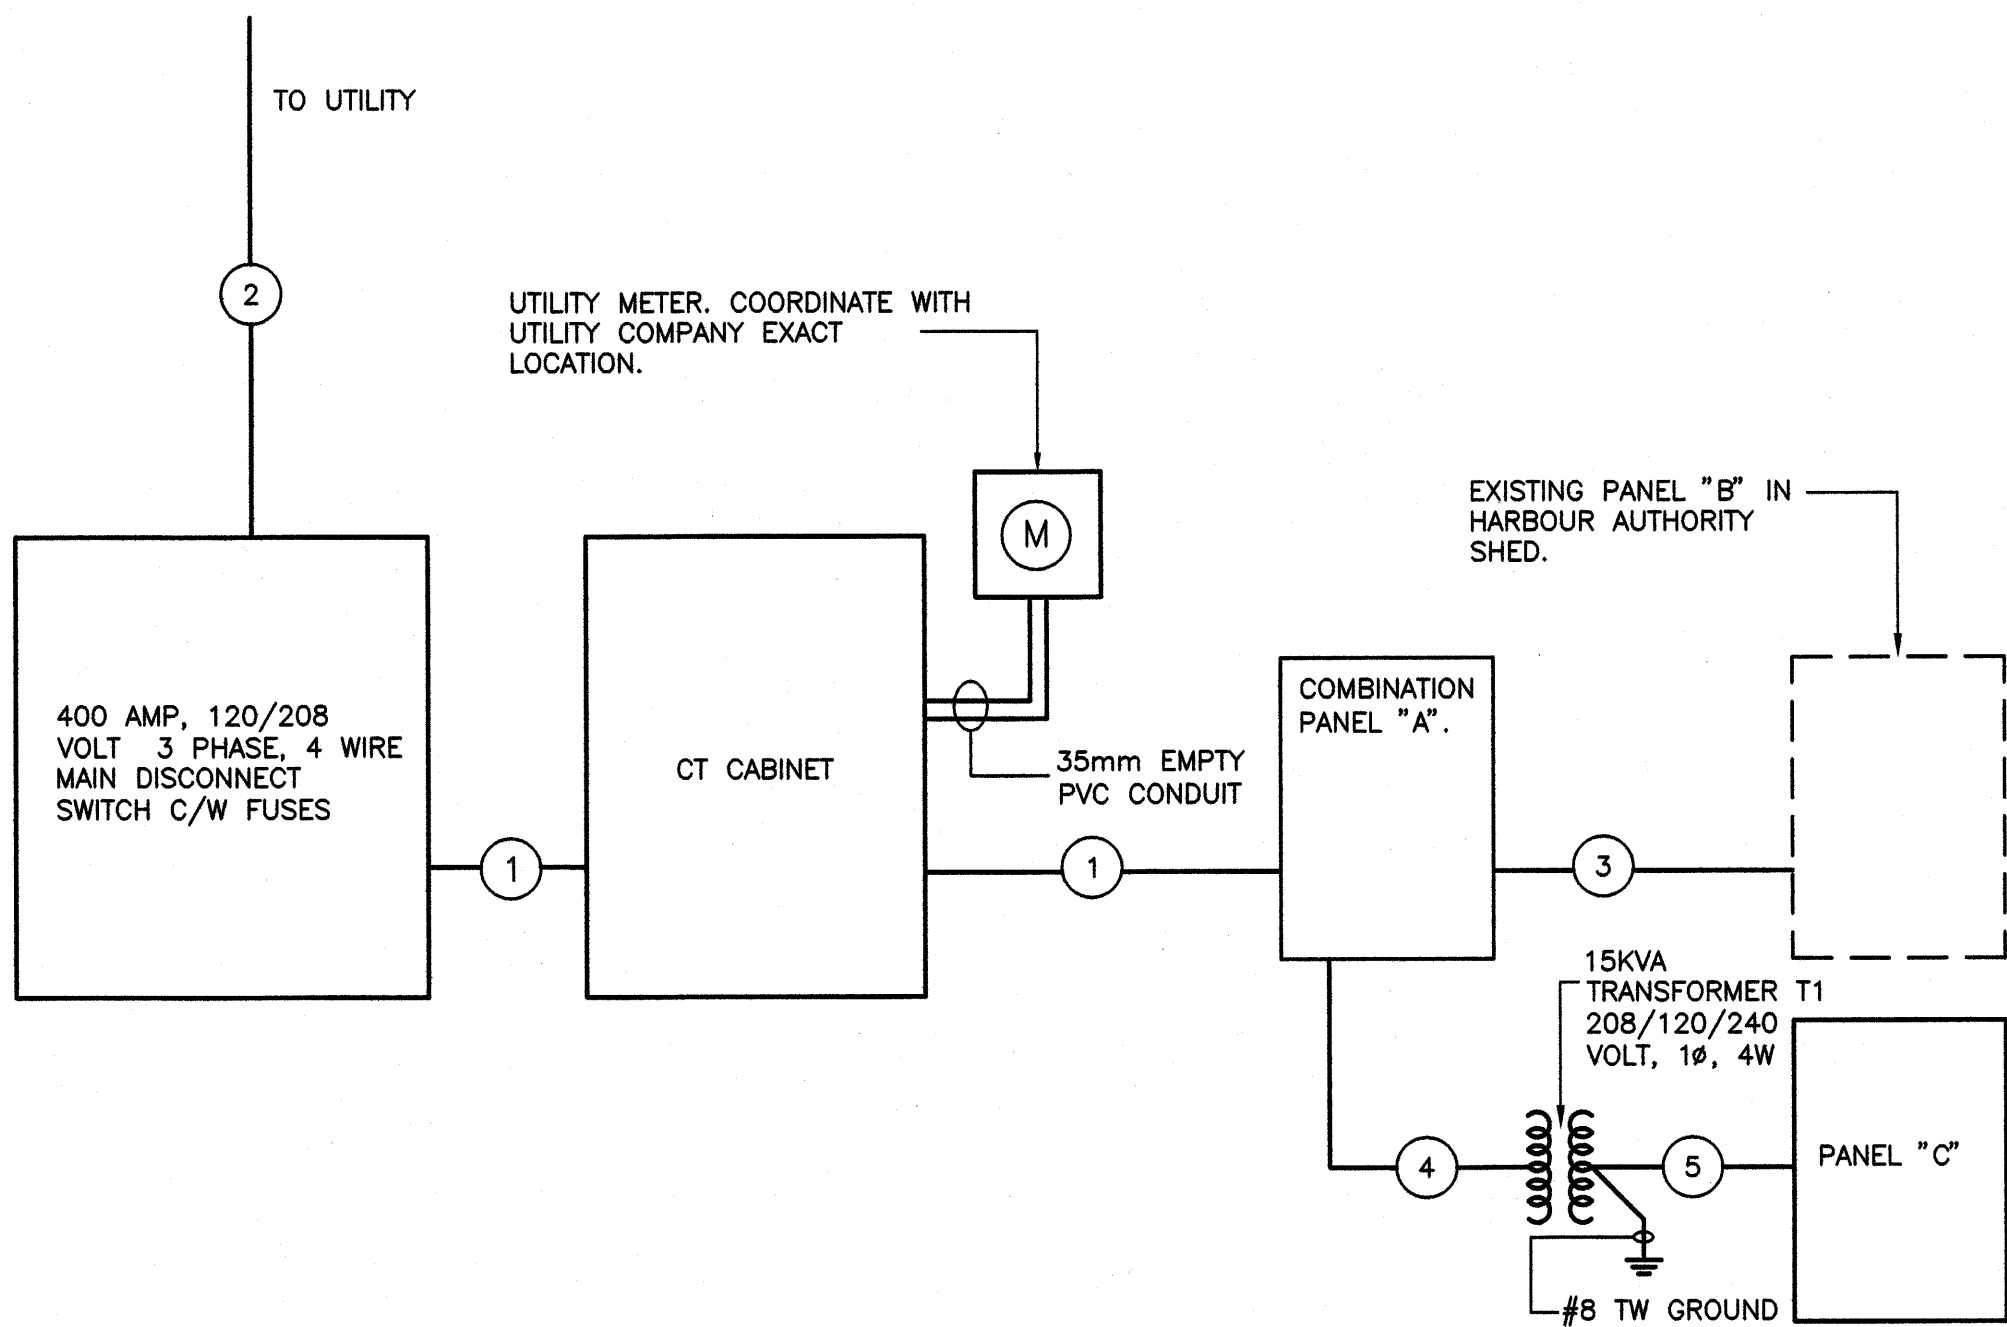 TO UTILITY
2
UTILITY METER. COORDINATE WITH
UTILITY COMPANY EXACT
LOCATION.
M
EXISTING PANEL "B" IN
HARBOUR AUTHORITY
SHED.
400 AMP, 120/208
VOLT 3 PHASE, 4 WIRE
MAIN DISCONNECT
SWITCH C/W FUSES
1
CT CABINET
35mm EMPTY
PVC CONDUIT
1
COMBINATION
PANEL "A".
3
15KVA
TRANSFORMER T1
208/120/240
VOLT, 1ø, 4W
4
5
PANEL "C"
#8 TW GROUND